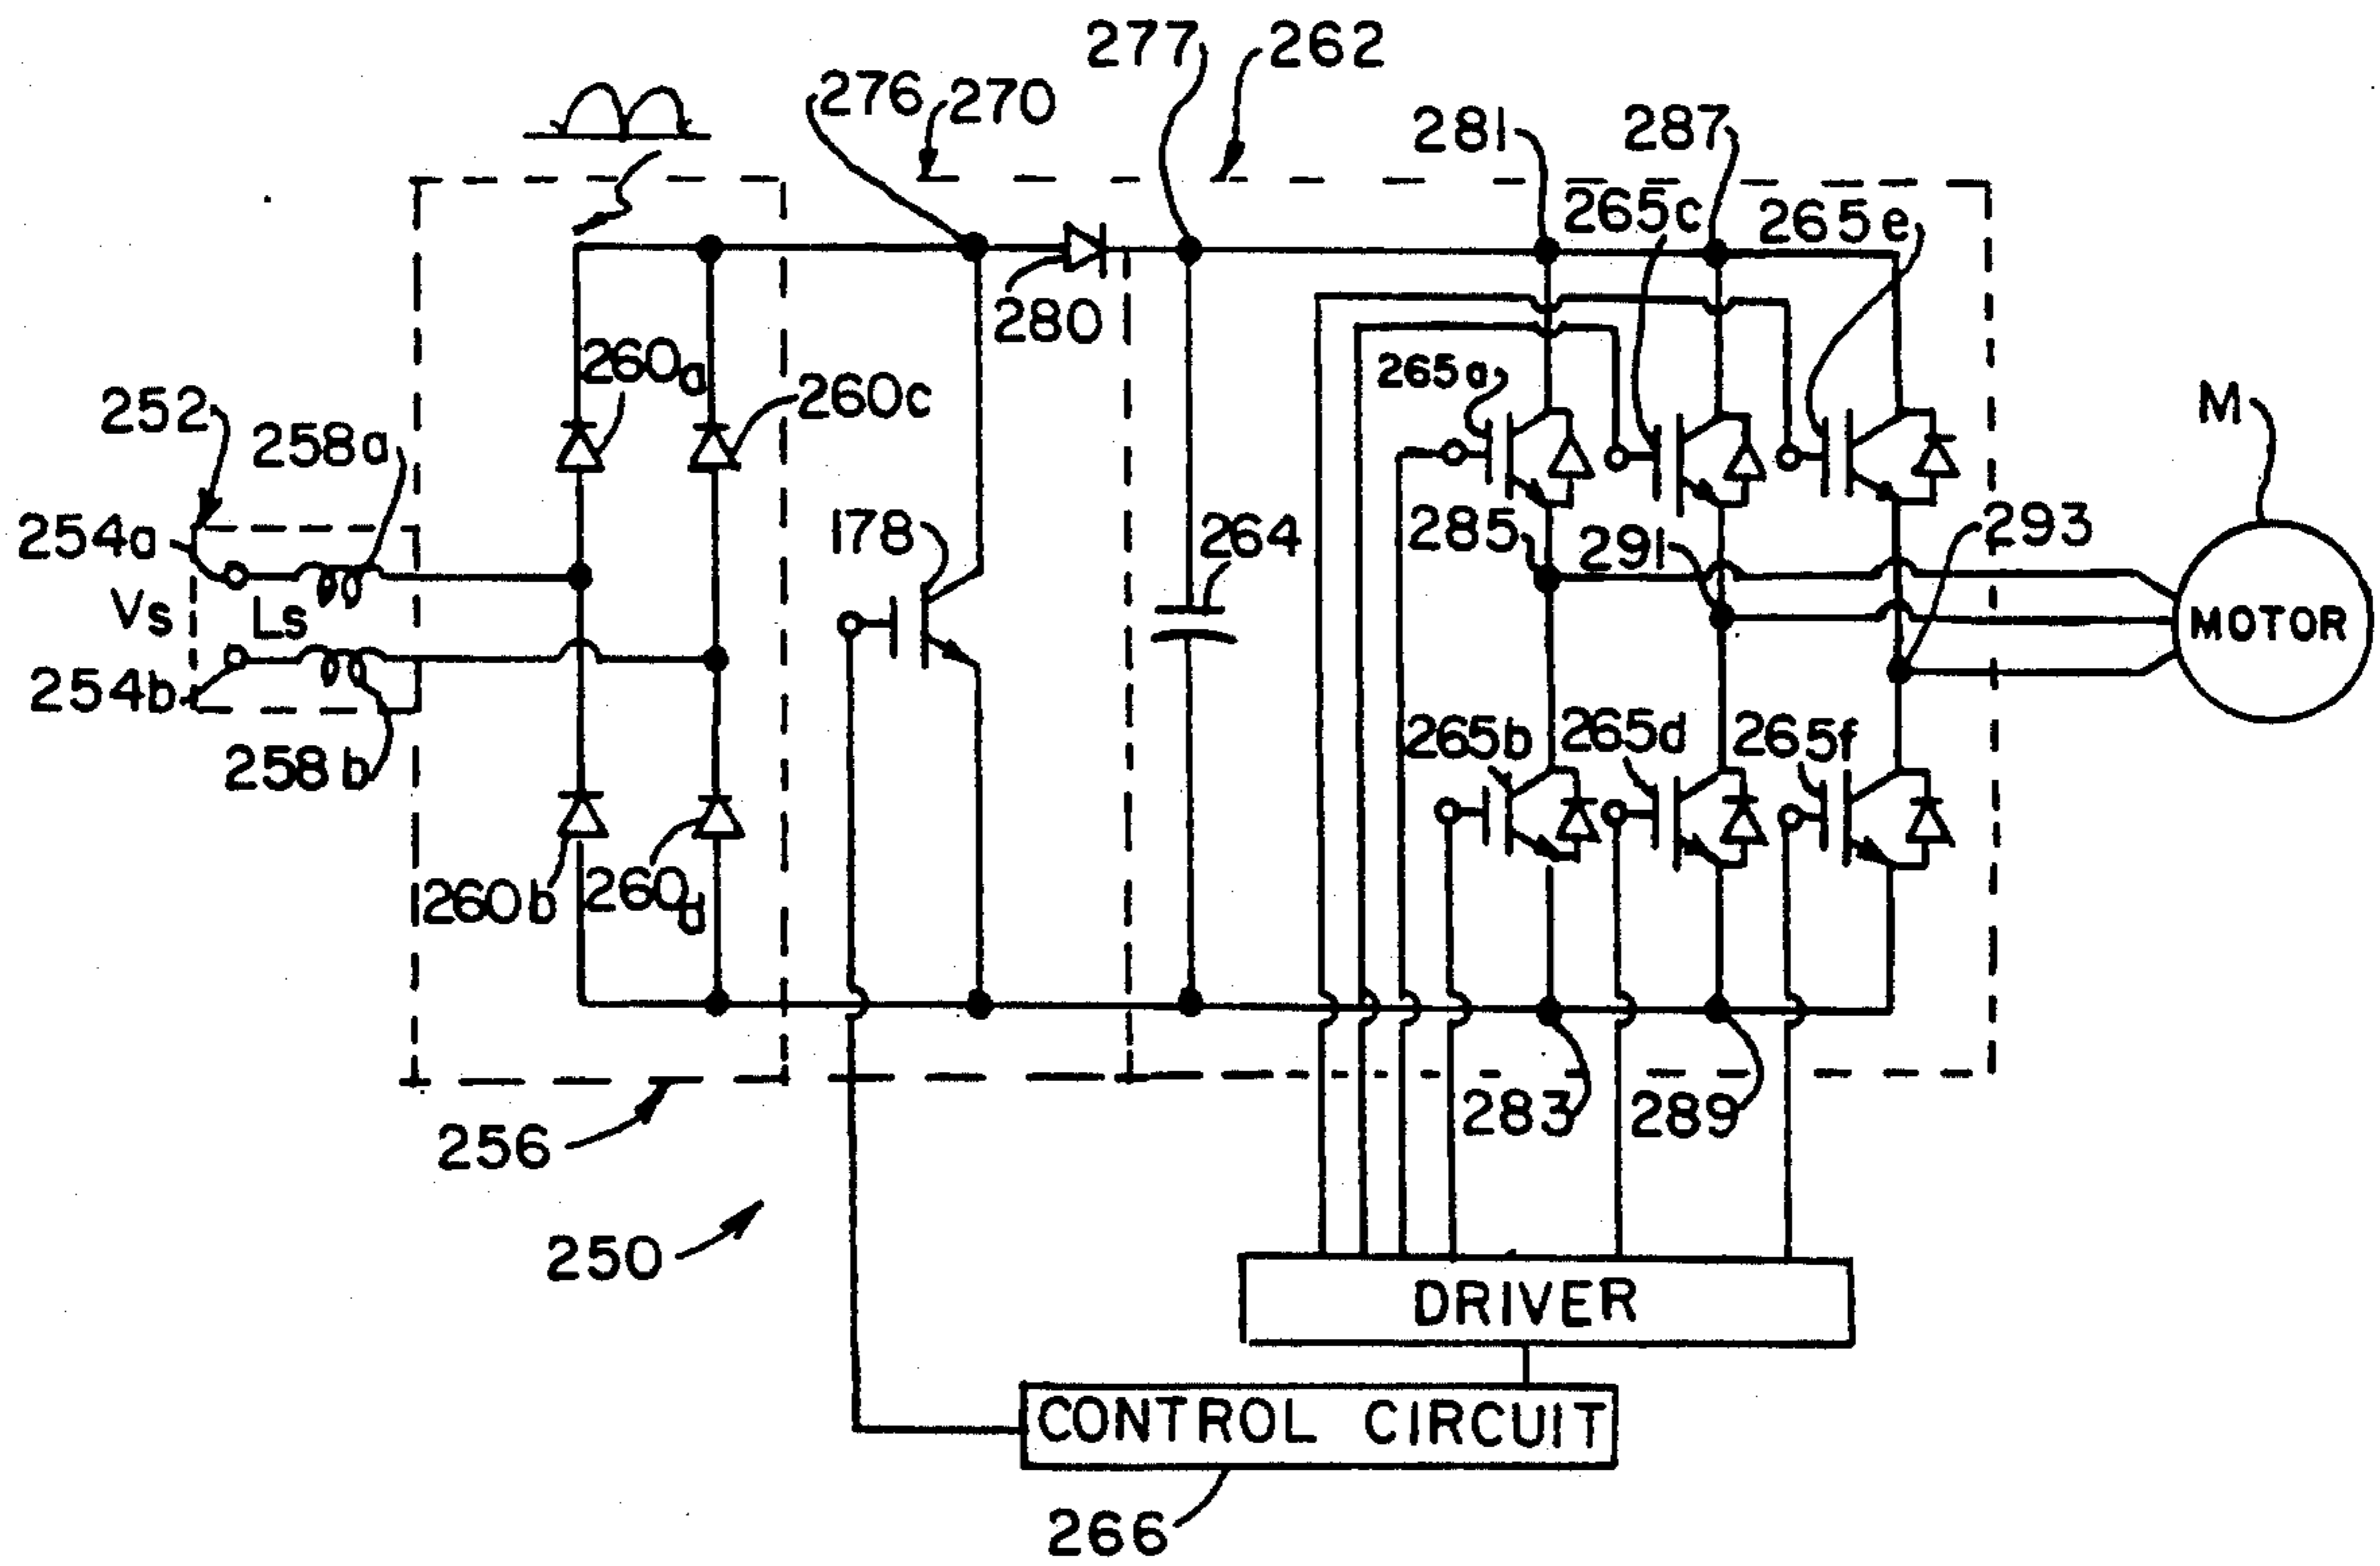 277
262
276
270
281
287
265c
265e
280
260a
260c
265a
252
258a
M
254a
178
264
285
291
293
Vs
Ls
MOTOR
254b
258b
265b
265d
265f
260b
260d
256
283
289
250
DRIVER
CONTROL CIRCUIT
266